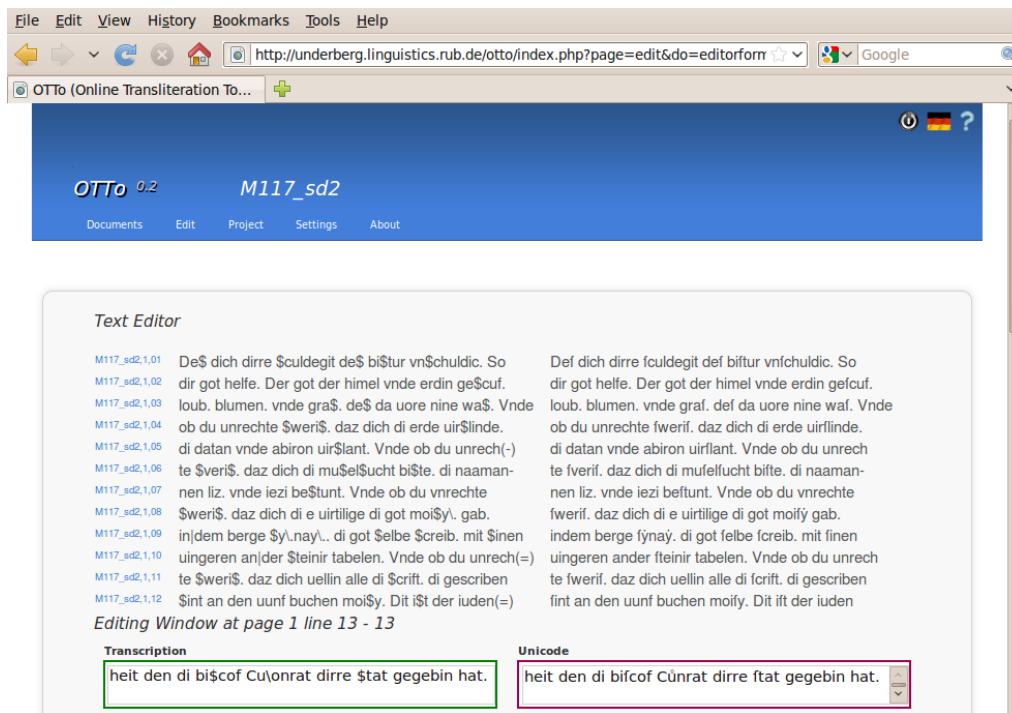 File Edit View History Bookmarks Tools Help
http://underberg.linguistics.rub.de/otto/index.php?page=edit&do=editorform Google
OTTo (Online Transliteration To...
OTTo 0.2 M117_sd2
Documents Edit Project Settings About
Text Editor
M117_sd2,1,01 De$ dich dirre $culdegit de$ bi$tur vn$chuldic. So Deſ dich dirre ſculdegit deſ biſtur vnſchuldic. So
M117_sd2,1,02 dir got helfe. Der got der himel vnde erdin ge$cuf. dir got helfe. Der got der himel vnde erdin geſcuf.
M117_sd2,1,03 loub. blumen. vnde gra$. de$ da uore nine wa$. Vnde loub. blumen. vnde graſ. deſ da uore nine waſ. Vnde
M117_sd2,1,04 ob du unrechte $weri$. daz dich di erde uir$linde. ob du unrechte ſweriſ. daz dich di erde uirſlinde.
M117_sd2,1,05 di datan vnde abiron uir$lant. Vnde ob du unrech(-) di datan vnde abiron uirſlant. Vnde ob du unrech
M117_sd2,1,06 te $veri$. daz dich di mu$el$ucht bi$te. di naaman- te ſveriſ. daz dich di muſelſucht biſte. di naaman-
M117_sd2,1,07 nen liz. vnde iezi be$tunt. Vnde ob du vnrechte nen liz. vnde iezi beſtunt. Vnde ob du vnrechte
M117_sd2,1,08 $weri$. daz dich di e uirtilige di got moi$y\. gab. ſweriſ. daz dich di e uirtilige di got moiſẏ gab.
M117_sd2,1,09 in|dem berge $y\.nay\.. di got $elbe $creib. mit $inen indem berge ſẏnaẏ. di got ſelbe ſcreib. mit ſinen
M117_sd2,1,10 uingeren an|der $teinir tabelen. Vnde ob du unrech(=) uingeren ander ſteinir tabelen. Vnde ob du unrech
M117_sd2,1,11 te $weri$. daz dich uellin alle di $crift. di gescriben te ſweriſ. daz dich uellin alle di ſcrift. di gescriben
M117_sd2,1,12 $int an den uunf buchen moi$y. Dit i$t der iuden(=) ſint an den uunf buchen moiſy. Dit iſt der iuden
Editing Window at page 1 line 13 - 13
Transcription Unicode
heit den di bi$cof Cu\onrat dirre $tat gegebin hat. heit den di biſcof Cůnrat dirre ſtat gegebin hat.